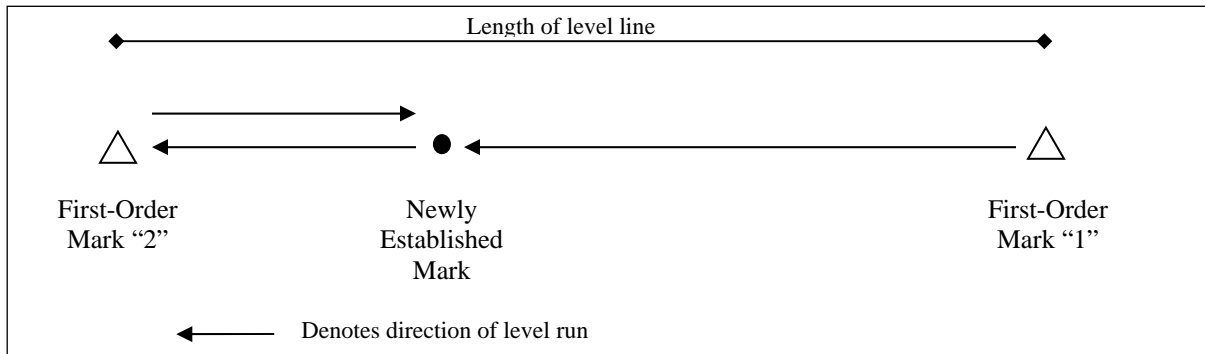 Length of level line
First-Order
Mark “2”
Newly
Established
Mark
First-Order
Mark “1”
Denotes direction of level run